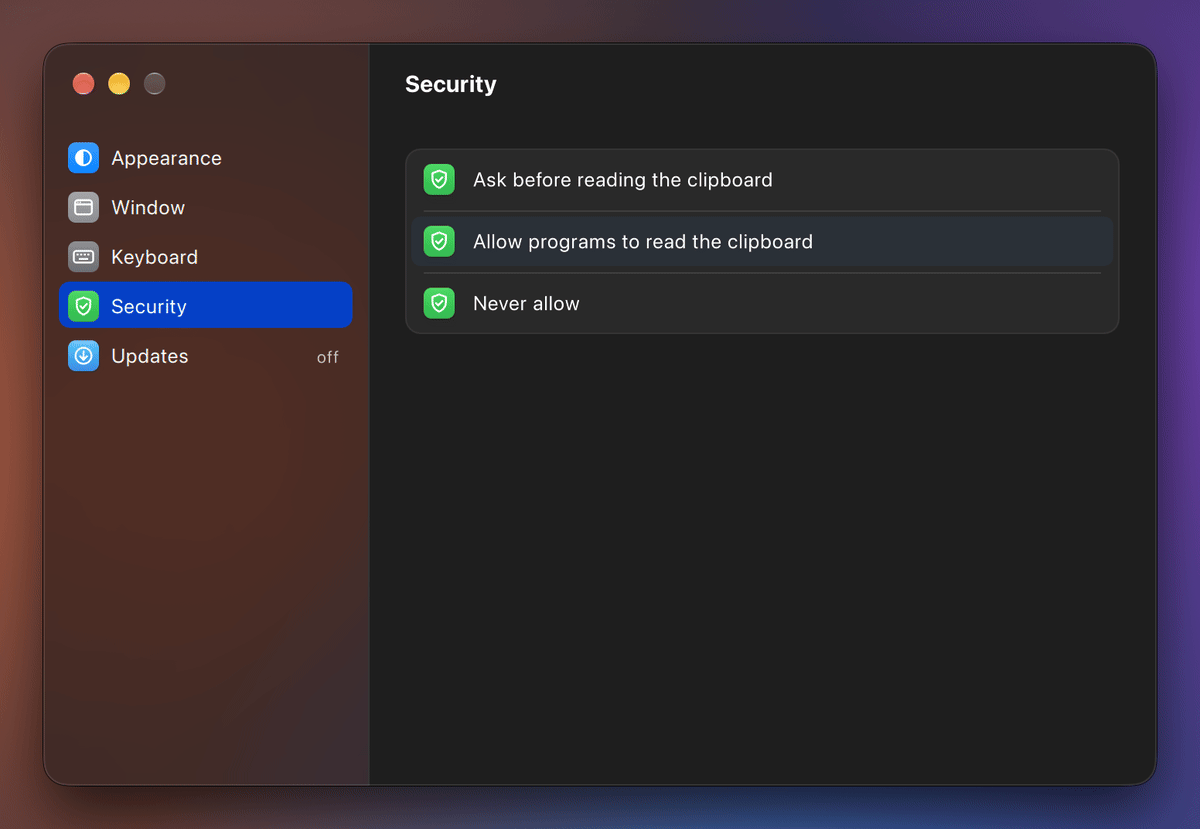 Security
Appearance
Window
Keyboard
Security
Updates off
Ask before reading the clipboard
Allow programs to read the clipboard
Never allow